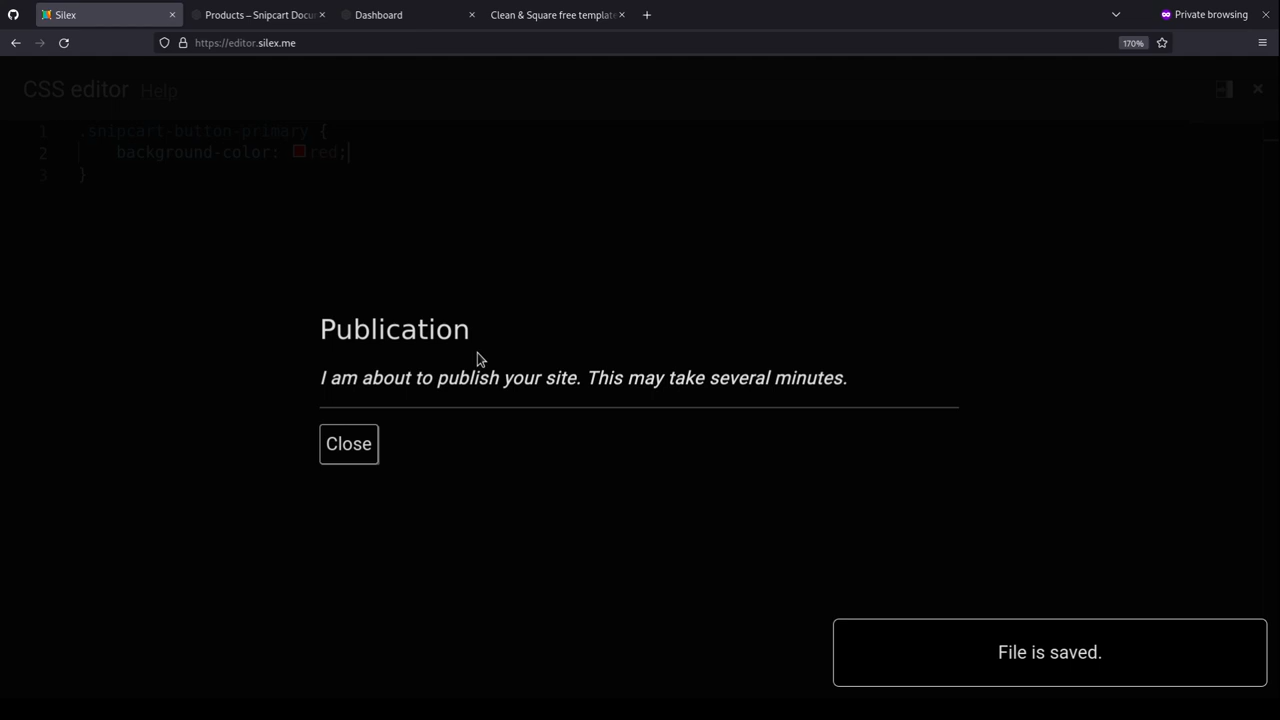 Silex
Products – Snipcart Docu
Dashboard
Clean & Square free templat
Private browsing
https://editor.silex.me
170%
CSS editor Help
1 .snipcart-button-primary {
2 background-color: red;
3 }
Publication
I am about to publish your site. This may take several minutes.
Close
File is saved.